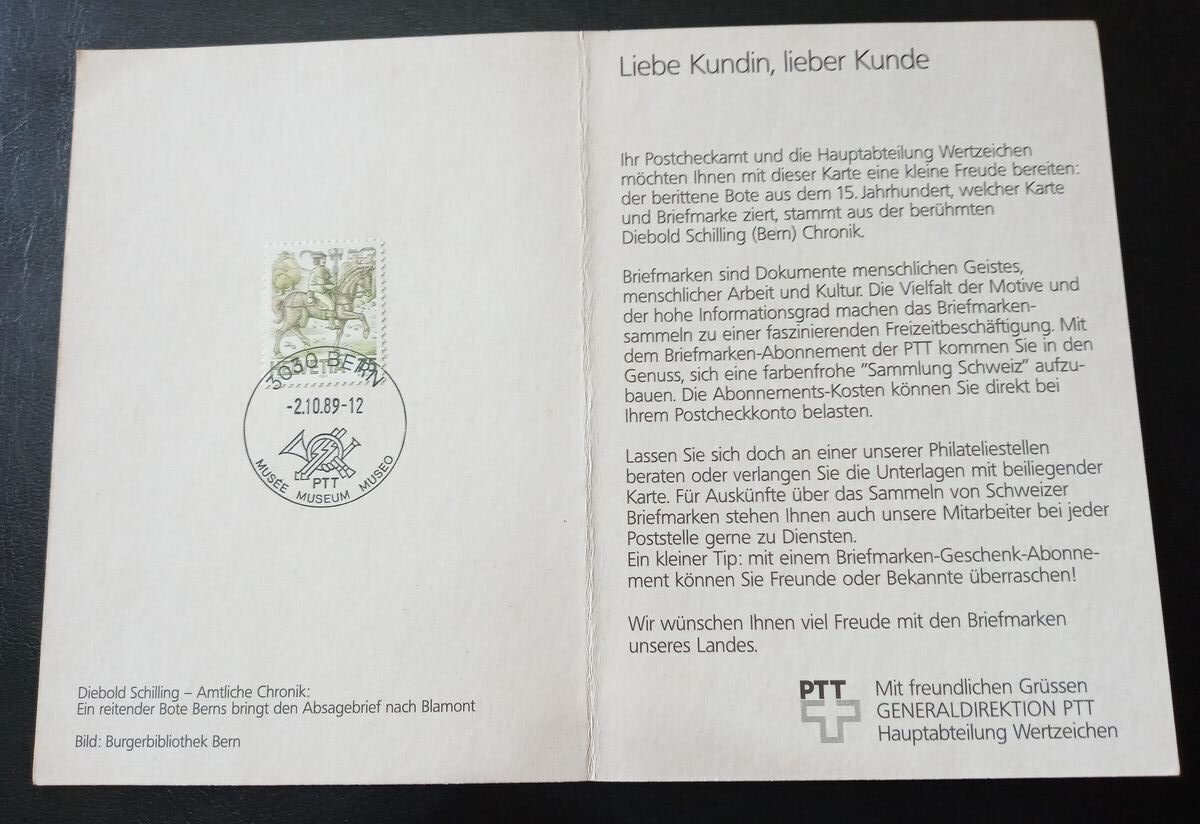 HELVETIA 75
3030 BERN
-2.10.89-12
PTT
MUSÉE MUSEUM MUSEO
Diebold Schilling – Amtliche Chronik:
Ein reitender Bote Berns bringt den Absagebrief nach Blamont
Bild: Burgerbibliothek Bern
Liebe Kundin, lieber Kunde
Ihr Postcheckamt und die Hauptabteilung Wertzeichen
möchten Ihnen mit dieser Karte eine kleine Freude bereiten:
der berittene Bote aus dem 15. Jahrhundert, welcher Karte
und Briefmarke ziert, stammt aus der berühmten
Diebold Schilling (Bern) Chronik.
Briefmarken sind Dokumente menschlichen Geistes,
menschlicher Arbeit und Kultur. Die Vielfalt der Motive und
der hohe Informationsgrad machen das Briefmarken-
sammeln zu einer faszinierenden Freizeitbeschäftigung. Mit
dem Briefmarken-Abonnement der PTT kommen Sie in den
Genuss, sich eine farbenfrohe "Sammlung Schweiz" aufzu-
bauen. Die Abonnements-Kosten können Sie direkt bei
Ihrem Postcheckkonto belasten.
Lassen Sie sich doch an einer unserer Philateliestellen
beraten oder verlangen Sie die Unterlagen mit beiliegender
Karte. Für Auskünfte über das Sammeln von Schweizer
Briefmarken stehen Ihnen auch unsere Mitarbeiter bei jeder
Poststelle gerne zu Diensten.
Ein kleiner Tip: mit einem Briefmarken-Geschenk-Abonne-
ment können Sie Freunde oder Bekannte überraschen!
Wir wünschen Ihnen viel Freude mit den Briefmarken
unseres Landes.
PTT
Mit freundlichen Grüssen
GENERALDIREKTION PTT
Hauptabteilung Wertzeichen